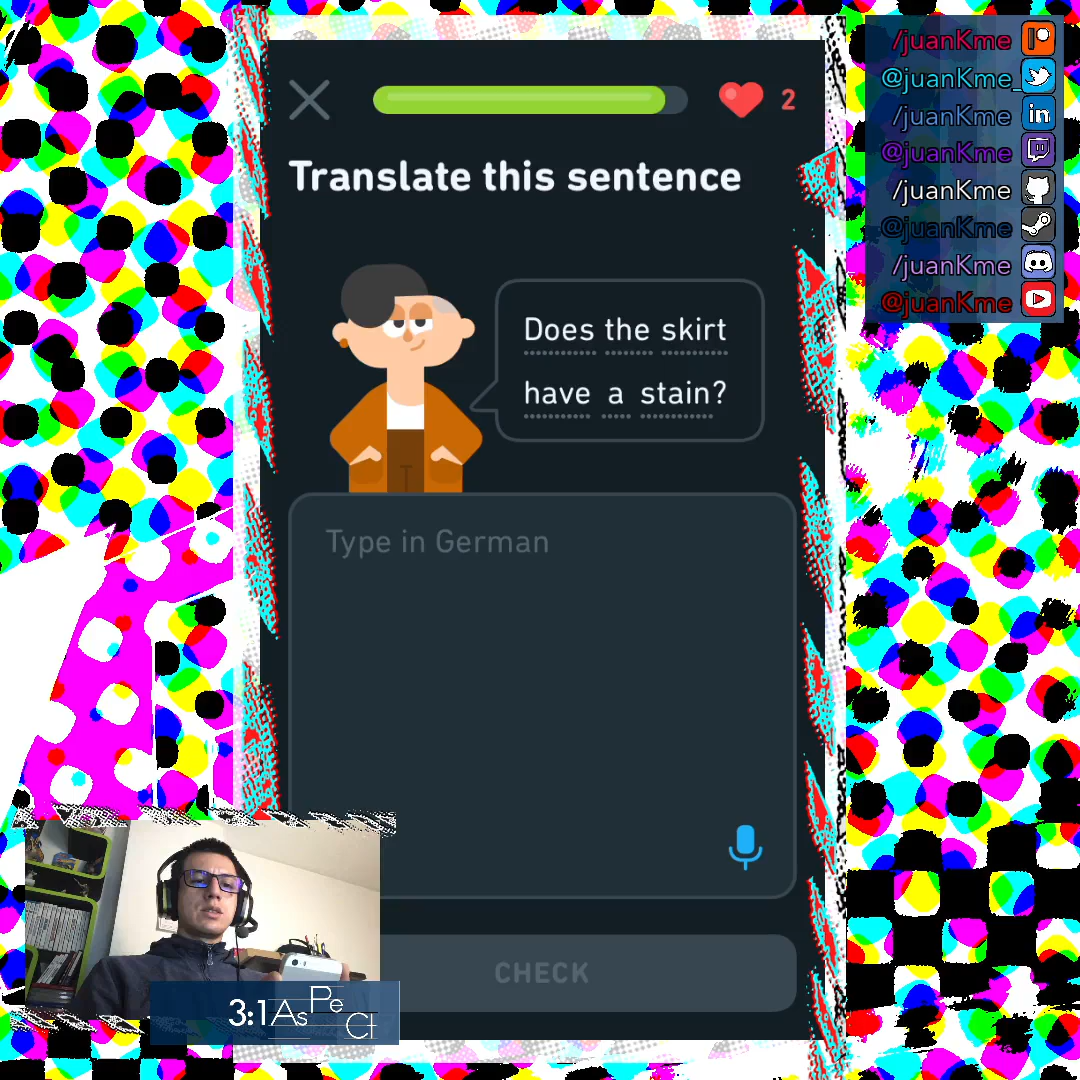 /juanKme
@juanKme_
/juanKme
@juanKme
/juanKme
@juanKme
/juanKme
@juanKme
2
Translate this sentence
Does the skirt
have a stain?
Type in German
CHECK
3:1 AsPeCt